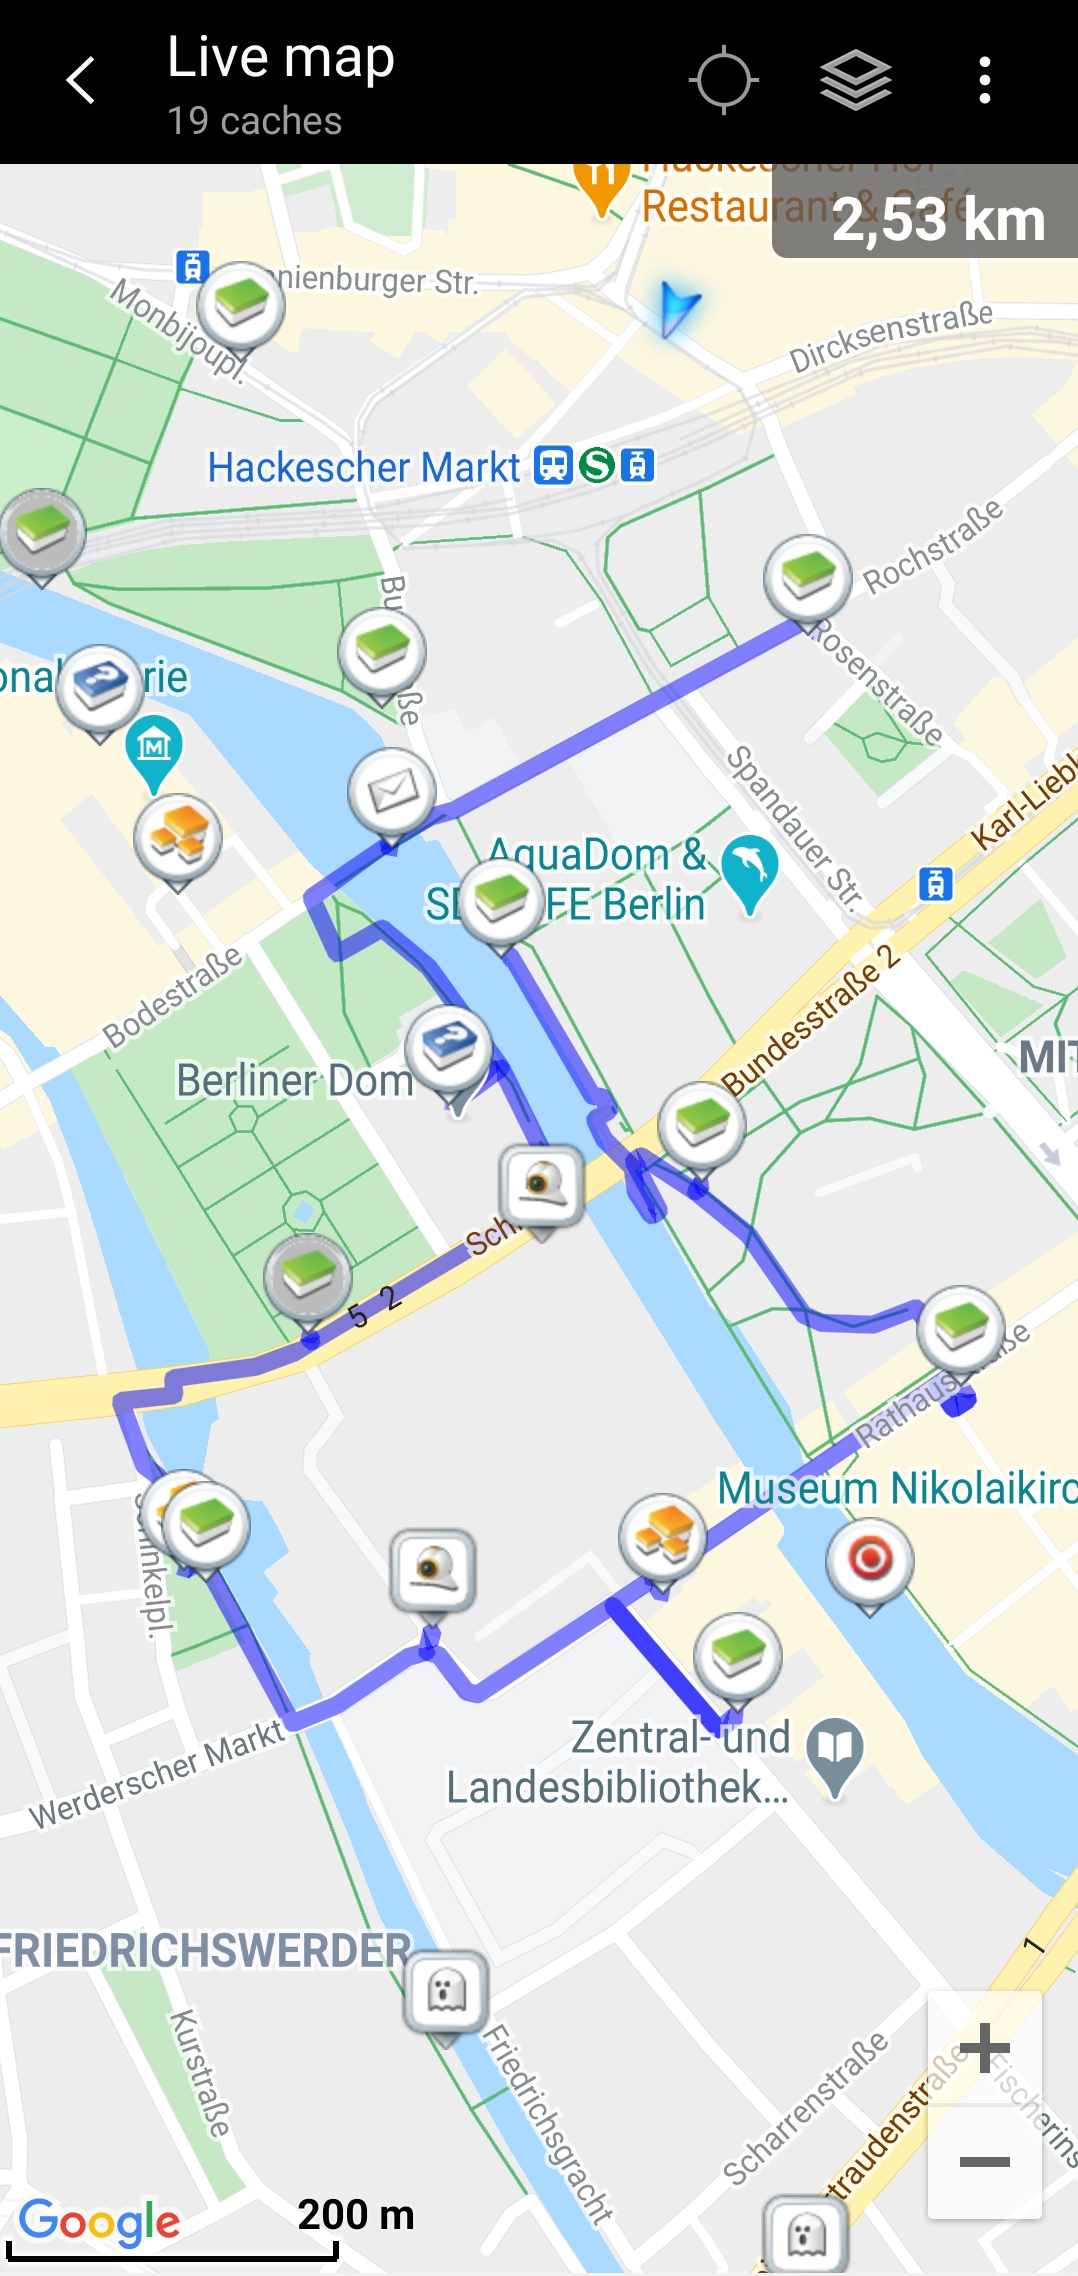 Live map
19 caches
Restaurant & Café
2,53 km
nienburger Str.
Monbijoupl.
Dircksenstraße
Hackescher Markt
S
Rochstraße
Bu
ße
Rosenstraße
onal
rie
M
Spandauer Str.
Karl-Liebk
AquaDom &
SE
FE Berlin
Bodestraße
Bundesstraße 2
MIT
Berliner Dom
Sch
5 2
Rathausstraße
Museum Nikolaikirc
Schinkelpl.
Zentral- und
Landesbibliothek...
Werderscher Markt
FRIEDRICHSWERDER
1
Kurstraße
Friedrichsgracht
Scharrenstraße
traudenstraße
Fischerins
+
−
Google
200 m